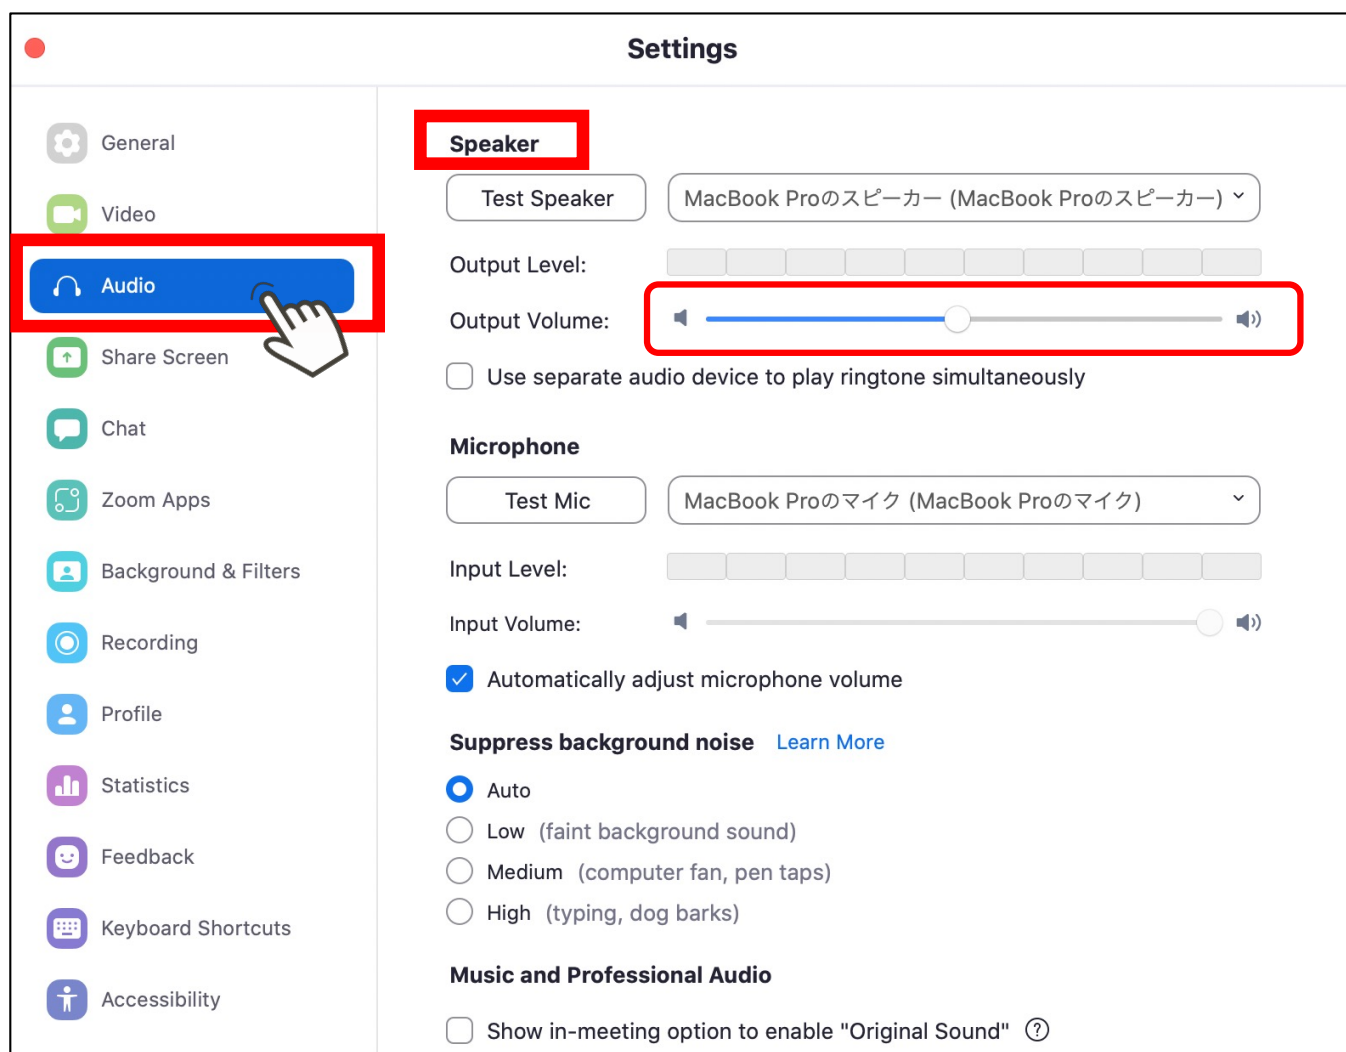 Settings
General
Video
Audio
Share Screen
Chat
Zoom Apps
Background & Filters
Recording
Profile
Statistics
Feedback
Keyboard Shortcuts
Accessibility
Speaker
Test Speaker
MacBook Proのスピーカー (MacBook Proのスピーカー)
Output Level:
Output Volume:
Use separate audio device to play ringtone simultaneously
Microphone
Test Mic
MacBook Proのマイク (MacBook Proのマイク)
Input Level:
Input Volume:
Automatically adjust microphone volume
Suppress background noise Learn More
Auto
Low (faint background sound)
Medium (computer fan, pen taps)
High (typing, dog barks)
Music and Professional Audio
Show in-meeting option to enable "Original Sound" ?